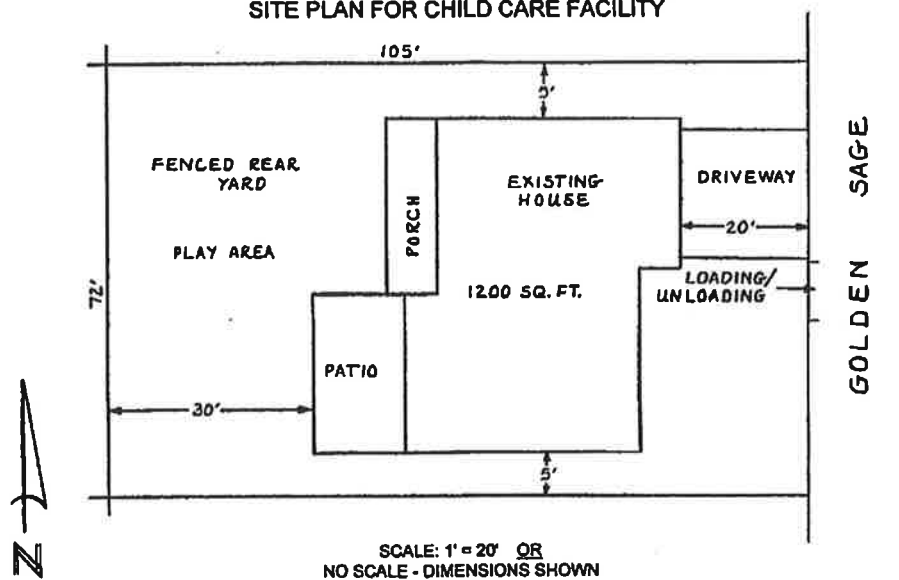 SITE PLAN FOR CHILD CARE FACILITY
105'
FENCED REAR
YARD
PLAY AREA
PORCH
EXISTING
HOUSE
DRIVEWAY
20'
LOADING/
UNLOADING
1200 SQ. FT.
72'
PATIO
30'
5'
GOLDEN SAGE
N
SCALE: 1' = 20' OR
NO SCALE - DIMENSIONS SHOWN